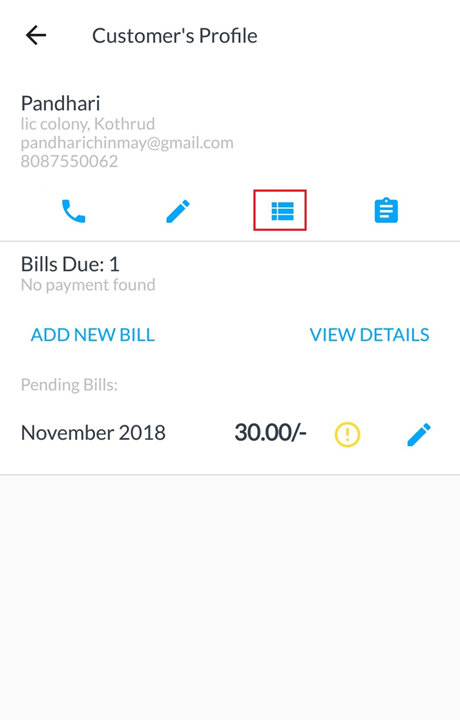 Customer's Profile
Pandhari
lic colony, Kothrud
pandharichinmay@gmail.com
8087550062
Bills Due: 1
No payment found
ADD NEW BILL VIEW DETAILS
Pending Bills:
November 2018 30.00/-